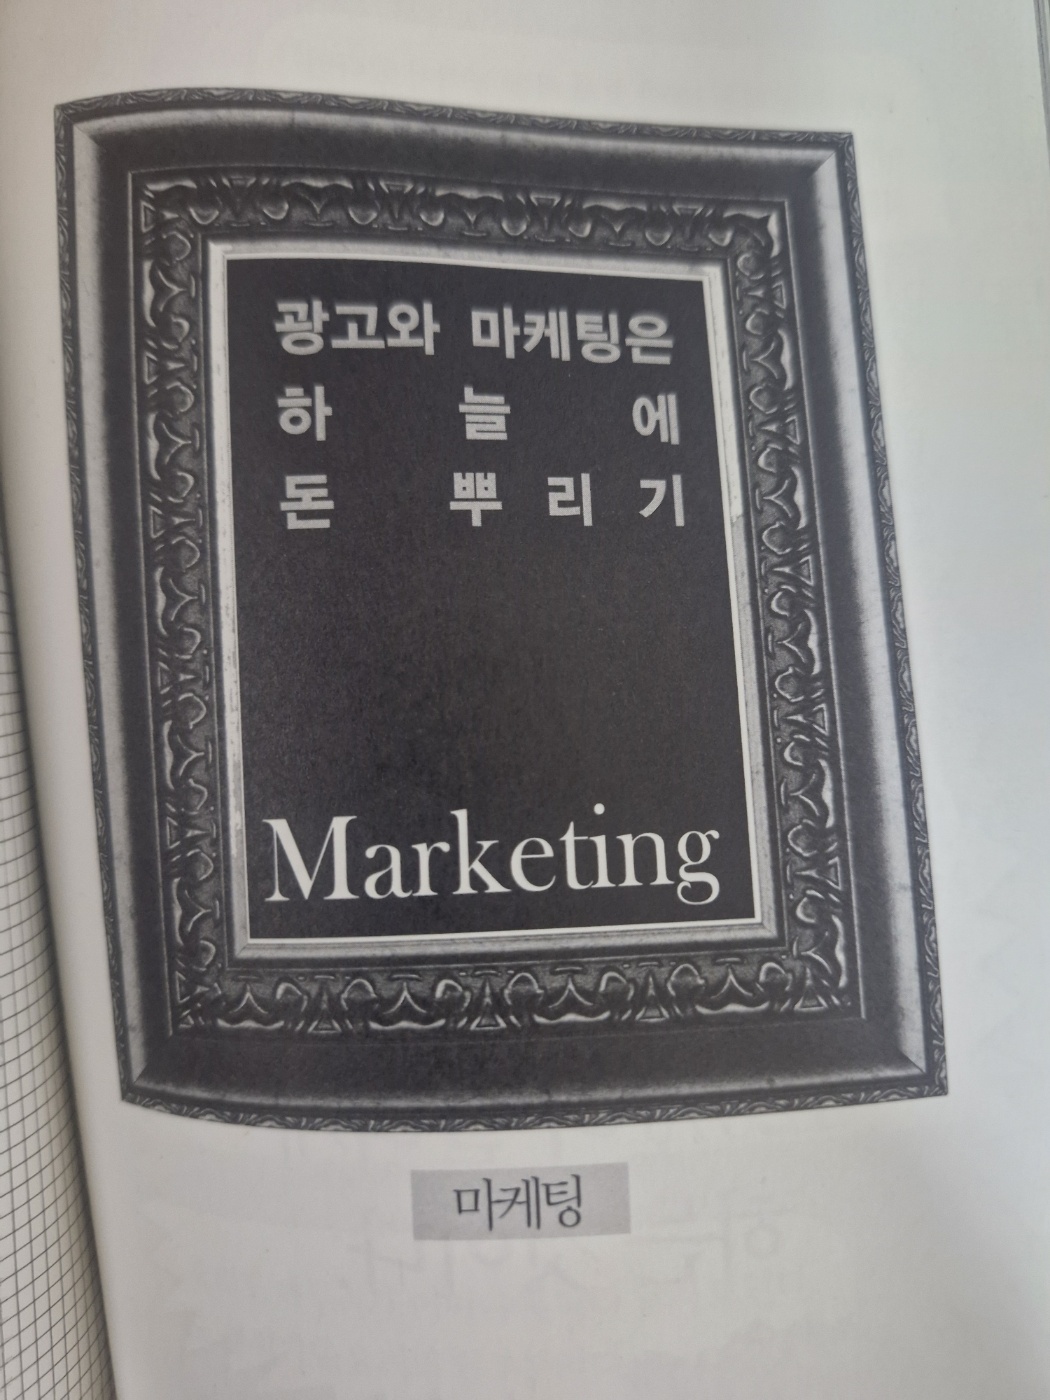 광고와 마케팅은
하늘에
돈 뿌리기
Marketing
마케팅